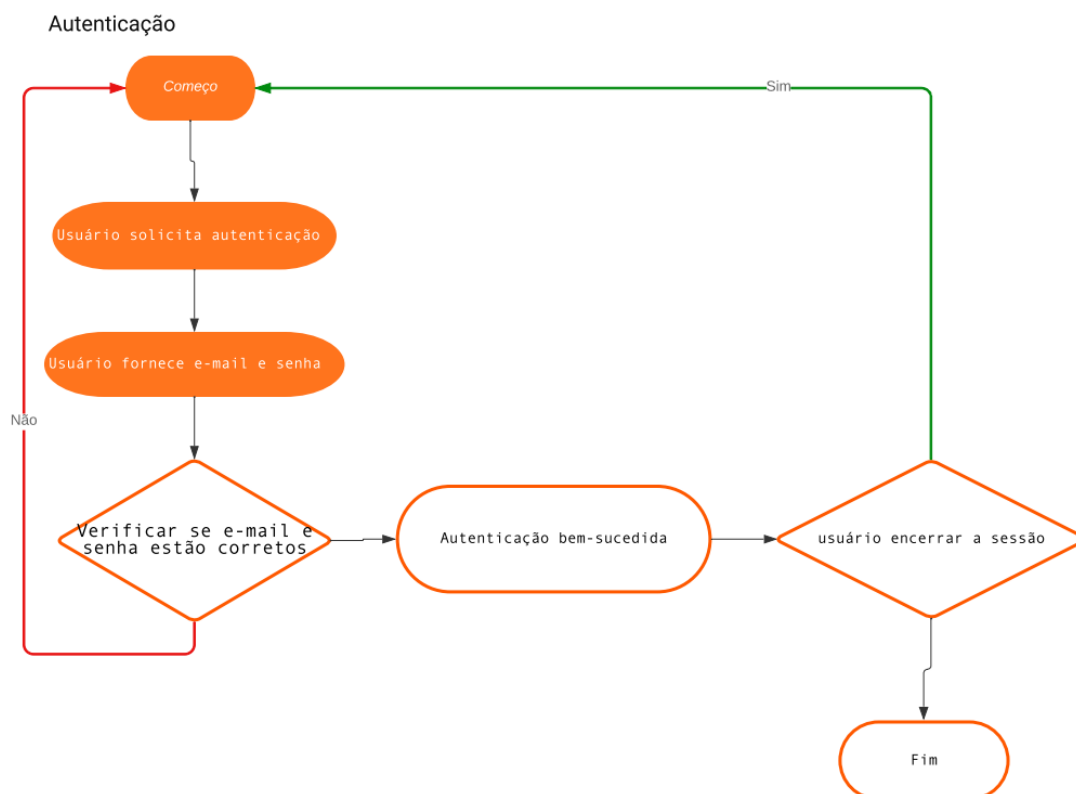 Autenticação
Começo
Sim
Usuário solicita autenticação
Usuário fornece e-mail e senha
Não
Verificar se e-mail e
senha estão corretos
Autenticação bem-sucedida
usuário encerrar a sessão
Fim